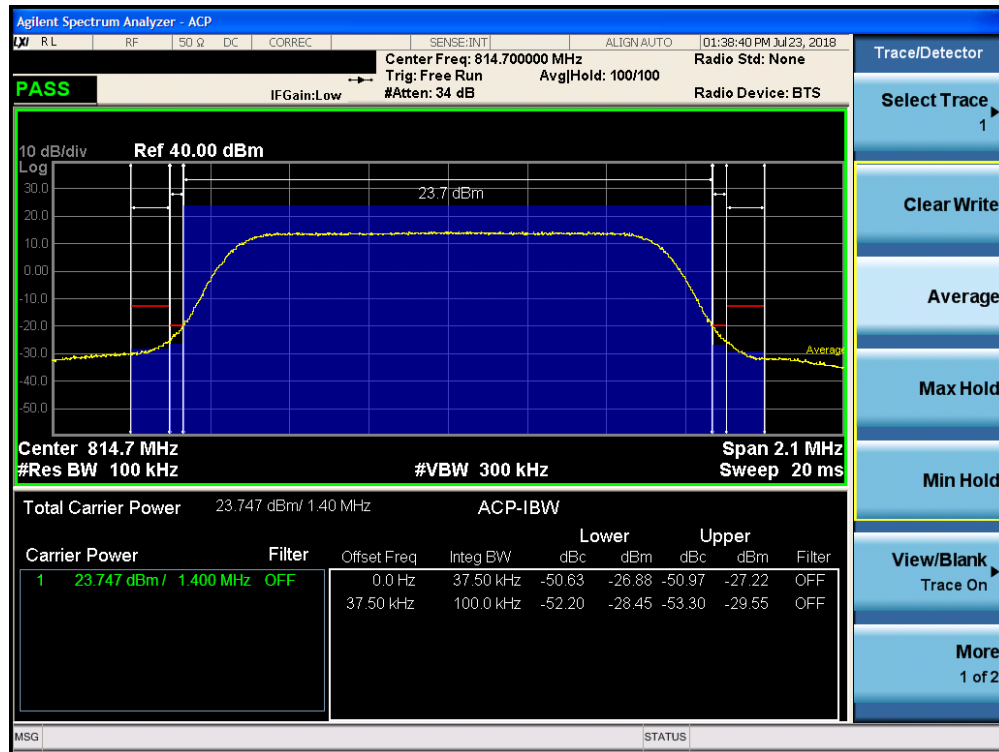 Agilent Spectrum Analyzer - ACP
LXI RL RF 50 Ω DC CORREC SENSE:INT ALIGN AUTO 01:38:40 PM Jul 23, 2018
Center Freq: 814.700000 MHz Radio Std: None
Trig: Free Run Avg|Hold: 100/100
PASS IFGain:Low #Atten: 34 dB Radio Device: BTS
10 dB/div Ref 40.00 dBm
Log
30.0
23.7 dBm
20.0
10.0
0.00
-10.0
-20.0
-30.0
Average
-40.0
-50.0
Center 814.7 MHz Span 2.1 MHz
#Res BW 100 kHz #VBW 300 kHz Sweep 20 ms
Total Carrier Power 23.747 dBm/ 1.40 MHz ACP-IBW
Lower Upper
Carrier Power Filter Offset Freq Integ BW dBc dBm dBc dBm Filter
1 23.747 dBm / 1.400 MHz OFF 0.0 Hz 37.50 kHz -50.63 -26.88 -50.97 -27.22 OFF
37.50 kHz 100.0 kHz -52.20 -28.45 -53.30 -29.55 OFF
MSG STATUS
Trace/Detector
Select Trace
1
Clear Write
Average
Max Hold
Min Hold
View/Blank
Trace On
More
1 of 2